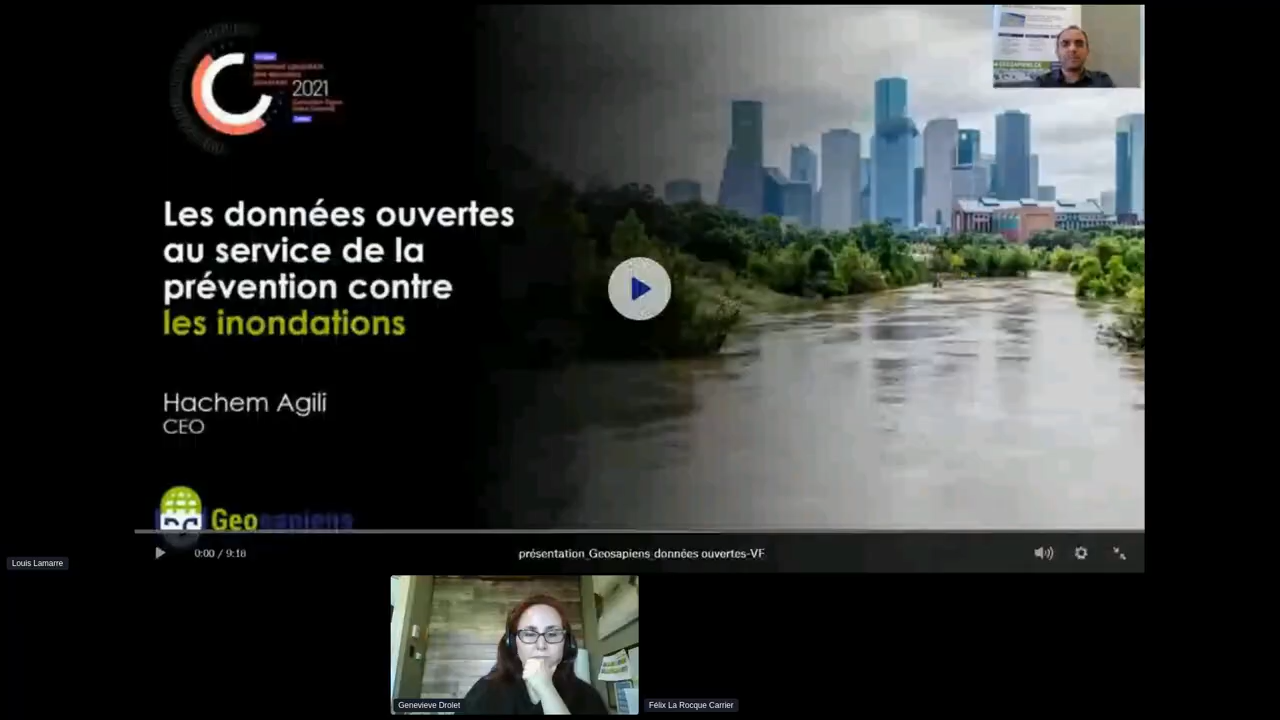 2021
Les données ouvertes
au service de la
prévention contre
les inondations
Hachem Agili
CEO
Geosapiens
0:00 / 9:18
présentation_Geosapiens_données ouvertes-VF
Louis Lamarre
Genevieve Drolet
Félix La Rocque Carrier